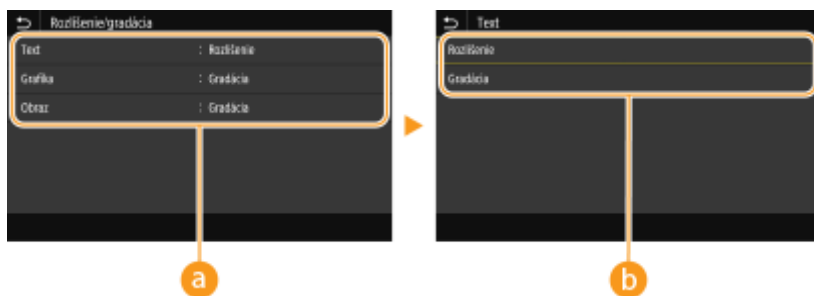 Rozlíšenie/gradácia
Text : Rozlíšenie
Grafika : Gradácia
Obraz : Gradácia
a
Text
Rozlíšenie
Gradácia
b